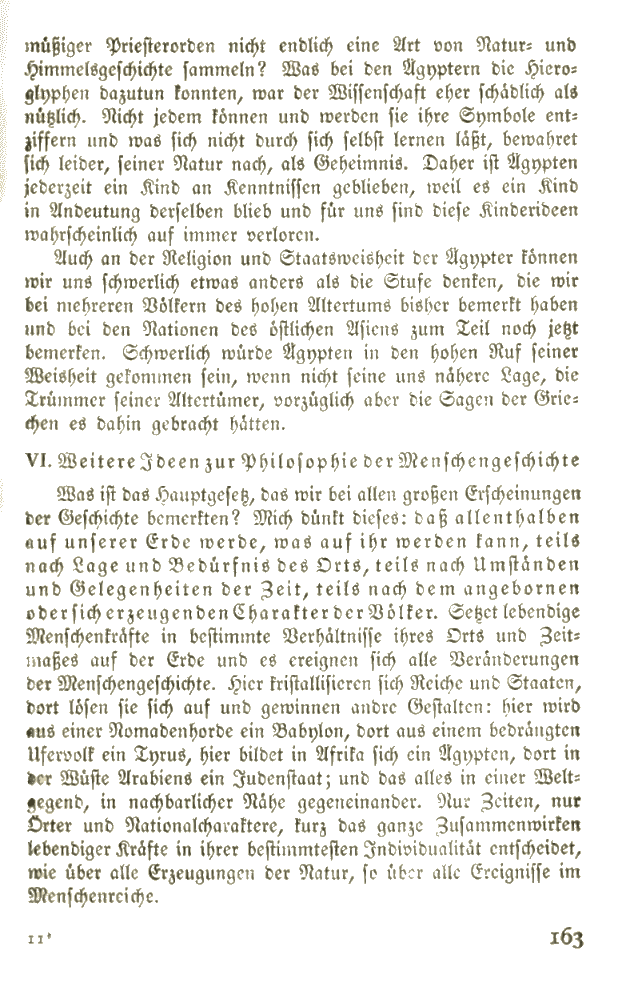 müßiger Priesterorden nicht endlich eine Art von Natur- und
Himmelsgeschichte sammeln? Was bei den Ägyptern die Hiero-
glyphen dazutun konnten, war der Wissenschaft eher schädlich als
nützlich. Nicht jedem können und werden sie ihre Symbole ent-
ziffern und was sich nicht durch sich selbst lernen läßt, bewahret
sich leider, seiner Natur nach, als Geheimnis. Daher ist Ägypten
jederzeit ein Kind an Kenntnissen geblieben, weil es ein Kind
in Andeutung derselben blieb und für uns sind diese Kinderideen
wahrscheinlich auf immer verloren.
Auch an der Religion und Staatsweisheit der Ägypter können
wir uns schwerlich etwas anders als die Stufe denken, die wir
bei mehreren Völkern des hohen Altertums bisher bemerkt haben
und bei den Nationen des östlichen Asiens zum Teil noch jetzt
bemerken. Schwerlich würde Ägypten in den hohen Ruf seiner
Weisheit gekommen sein, wenn nicht seine uns nähere Lage, die
Trümmer seiner Altertümer, vorzüglich aber die Sagen der Grie-
chen es dahin gebracht hätten.
VI. Weitere Ideen zur Philosophie der Menschengeschichte
Was ist das Hauptgesetz, das wir bei allen großen Erscheinungen
der Geschichte bemerkten? Mich dünkt dieses: daß allenthalben
auf unserer Erde werde, was auf ihr werden kann, teils
nach Lage und Bedürfnis des Orts, teils nach Umständen
und Gelegenheiten der Zeit, teils nach dem angebornen
oder sich erzeugenden Charakter der Völker. Setzet lebendige
Menschenkräfte in bestimmte Verhältnisse ihres Orts und Zeit-
maßes auf der Erde und es ereignen sich alle Veränderungen
der Menschengeschichte. Hier kristallisieren sich Reiche und Staaten,
dort lösen sie sich auf und gewinnen andre Gestalten: hier wird
aus einer Nomadenhorde ein Babylon, dort aus einem bedrängten
Ufervolk ein Tyrus, hier bildet in Afrika sich ein Ägypten, dort in
der Wüste Arabiens ein Judenstaat; und das alles in einer Welt-
gegend, in nachbarlicher Nähe gegeneinander. Nur Zeiten, nur
Örter und Nationalcharaktere, kurz das ganze Zusammenwirken
lebendiger Kräfte in ihrer bestimmtesten Individualität entscheidet,
wie über alle Erzeugungen der Natur, so über alle Ereignisse im
Menschenreiche.
11* 163